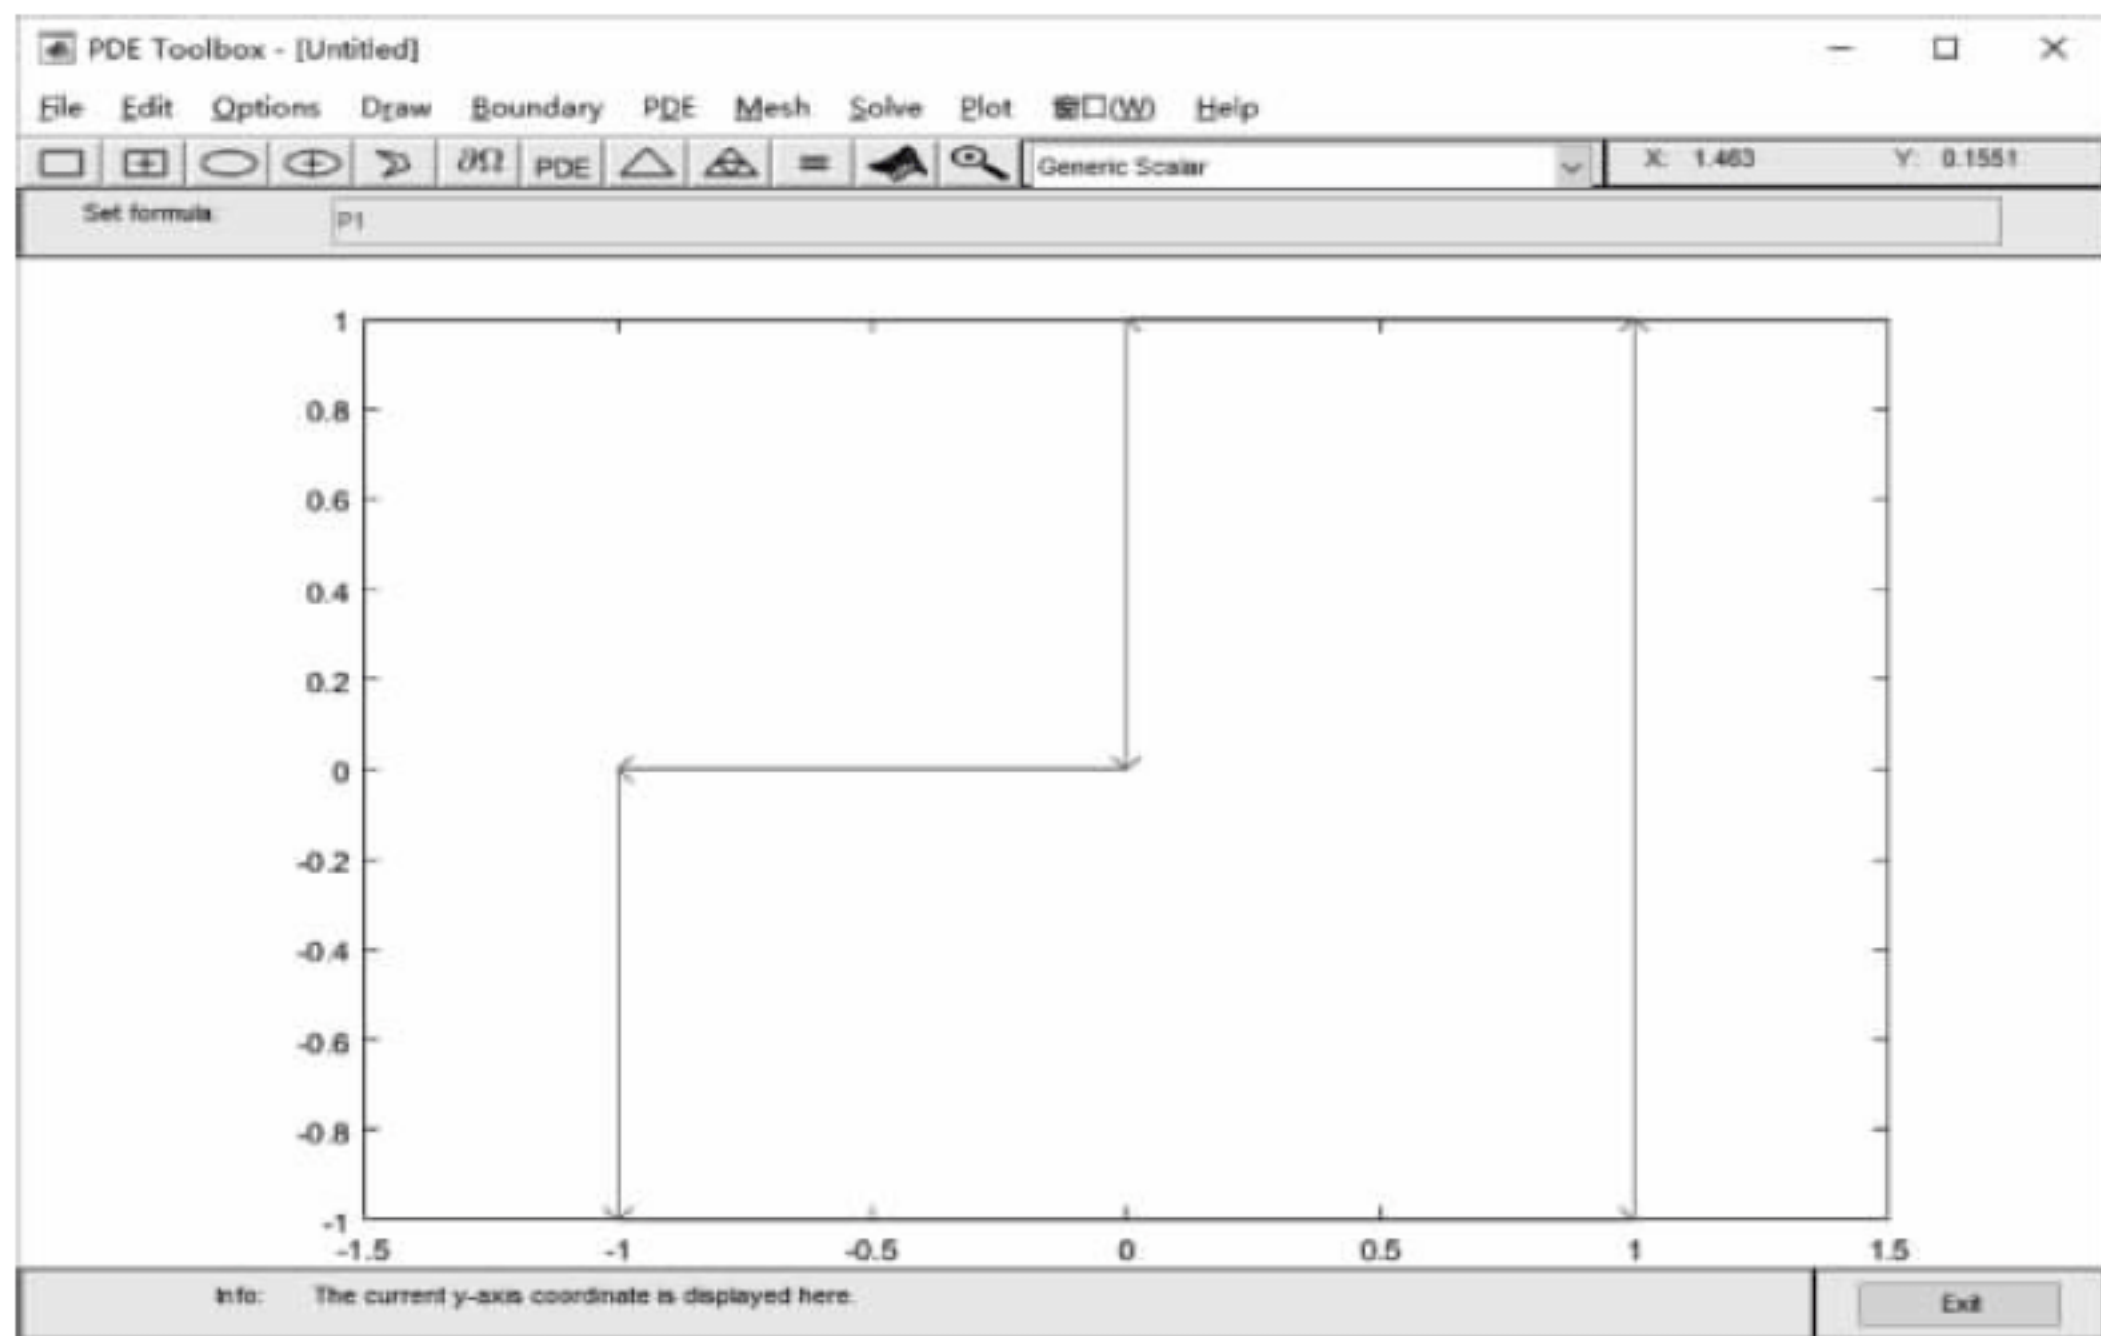 PDE Toolbox - [Untitled]
File Edit Options Draw Boundary PDE Mesh Solve Plot 窗口(W) Help
∂Ω PDE = Generic Scalar X: 1.463 Y: 0.1551
Set formula: P1
1
0.8
0.6
0.4
0.2
0
-0.2
-0.4
-0.6
-0.8
-1
-1.5 -1 -0.5 0 0.5 1 1.5
Info: The current y-axis coordinate is displayed here. Exit